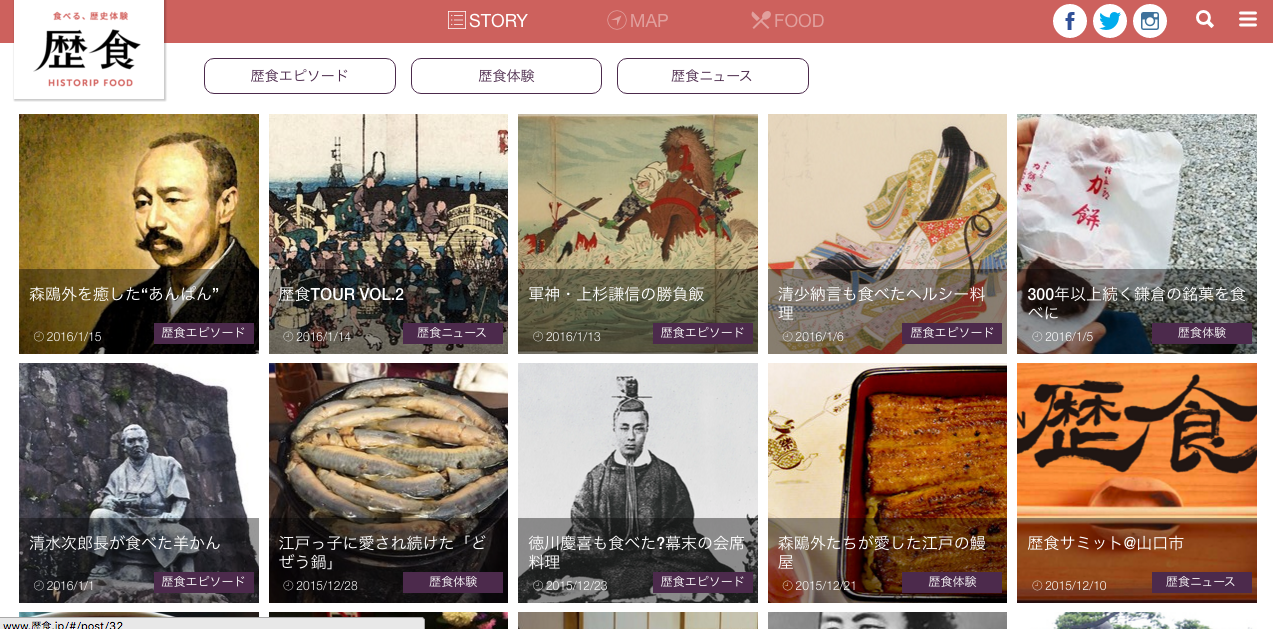 食べる、歴史体験
歴食
HISTORIP FOOD
STORY
MAP
FOOD
歴食エピソード
歴食体験
歴食ニュース
森鴎外を癒した“あんぱん”
2016/1/15
歴食エピソード
歴食TOUR VOL.2
2016/1/14
歴食ニュース
軍神・上杉謙信の勝負飯
2016/1/13
歴食エピソード
清少納言も食べたヘルシー料
理
2016/1/6
歴食エピソード
力餅
300年以上続く鎌倉の銘菓を食
べに
2016/1/5
歴食体験
清水次郎長が食べた羊かん
2016/1/1
歴食エピソード
江戸っ子に愛され続けた「ど
ぜう鍋」
2015/12/28
歴食体験
徳川慶喜も食べた?幕末の会席
料理
2015/12/23
歴食エピソード
森鴎外たちが愛した江戸の鰻
屋
2015/12/21
歴食体験
歴食
歴食サミット@山口市
2015/12/10
歴食ニュース
www.歴食.jp/#/post/32